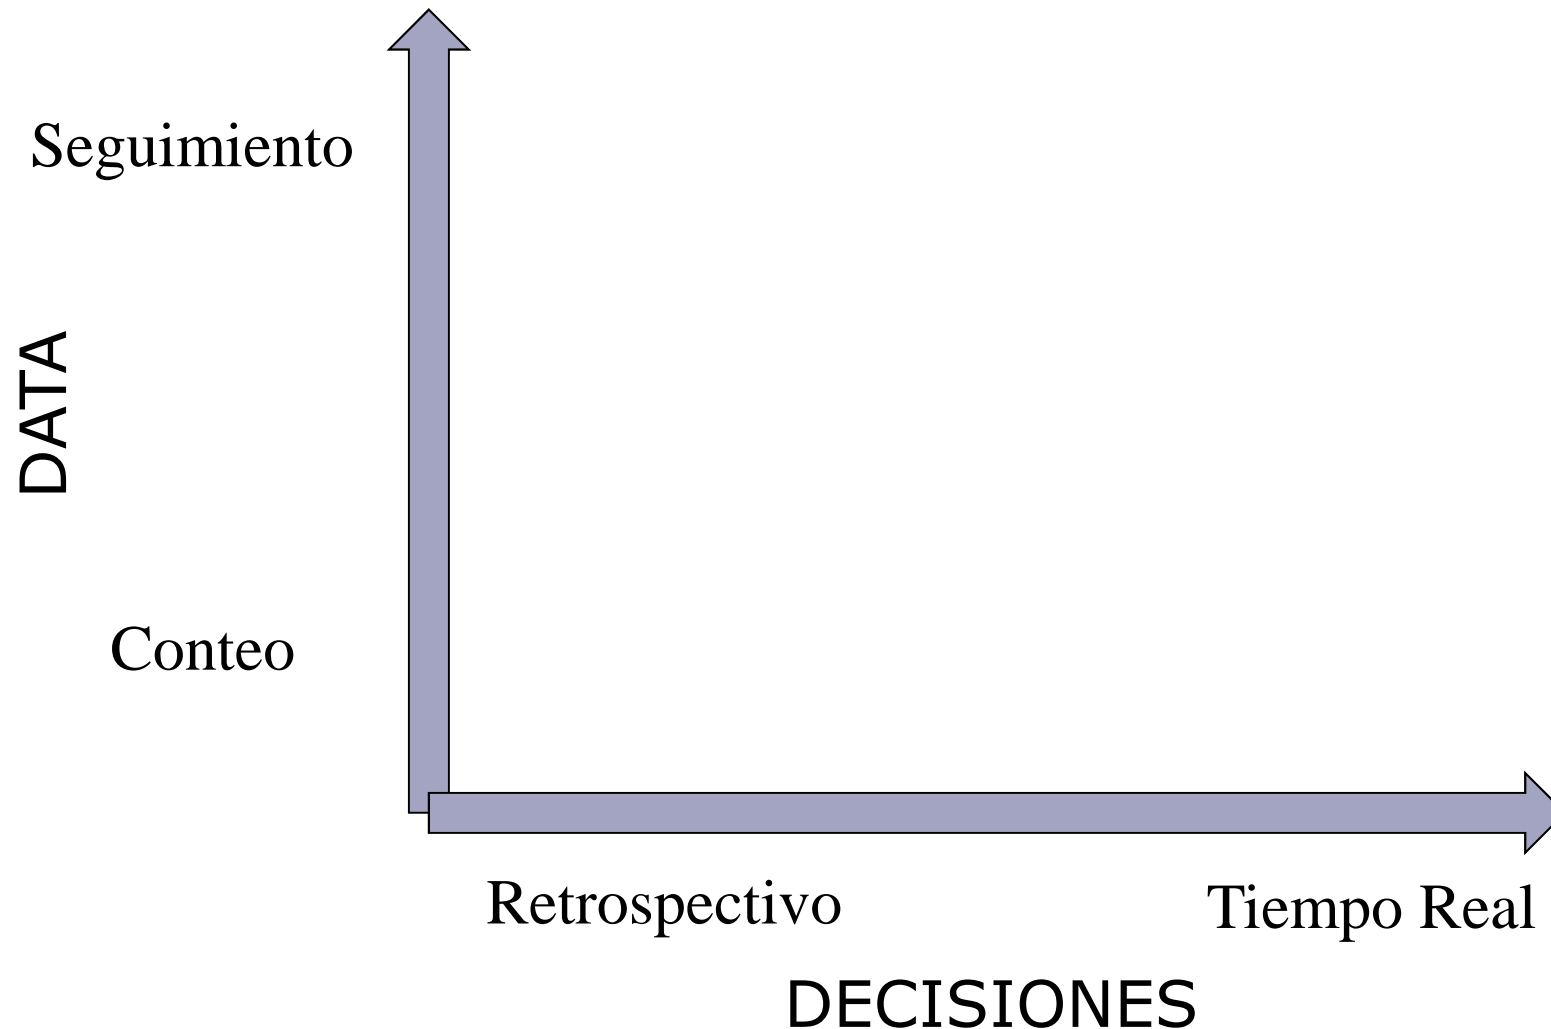 Seguimiento
DATA
Conteo
Retrospectivo
Tiempo Real
DECISIONES